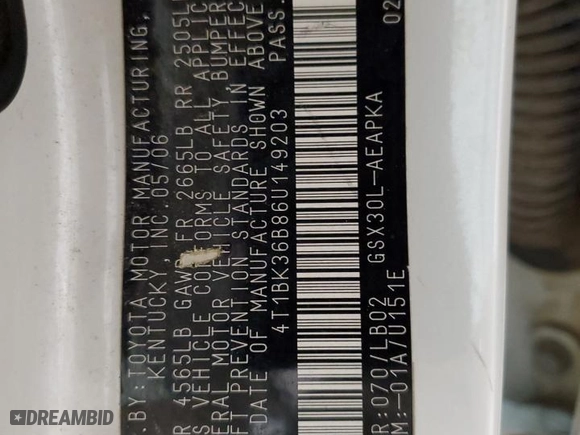 .BY:TOYOTA MOTOR MANUFACTURING,
KENTUCKY, INC. 05/06
R 4565LB GAWR FR 2665LB RR 2505L
S VEHICLE CONFORMS TO ALL APPLIC
ERAL MOTOR VEHICLE SAFETY, BUMPER
FT PREVENTION STANDARDS IN EFFEC
DATE OF MANUFACTURE SHOWN ABOVE
4T1BK36B86U149203 PASS.
R:070/LB02 GSX30L-AEAPKA 02
M:-01A/U151E
DREAMBID